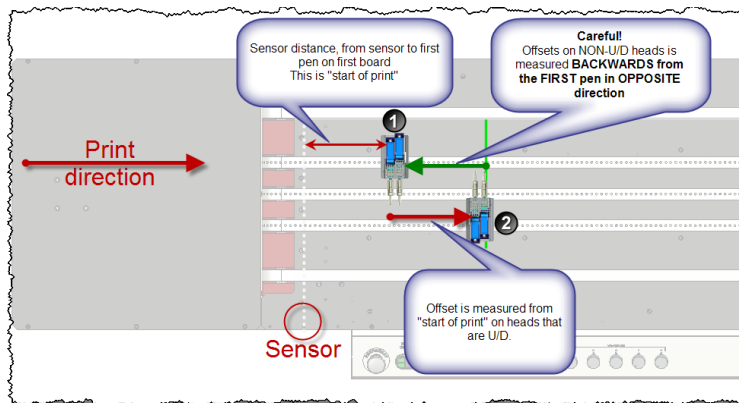 Sensor distance, from sensor to first
pen on first board
This is "start of print"
Careful!
Offsets on NON-U/D heads is
measured BACKWARDS from
the FIRST pen in OPPOSITE
direction
1
Print
direction
2
Offset is measured from
"start of print" on heads that
are U/D.
Sensor